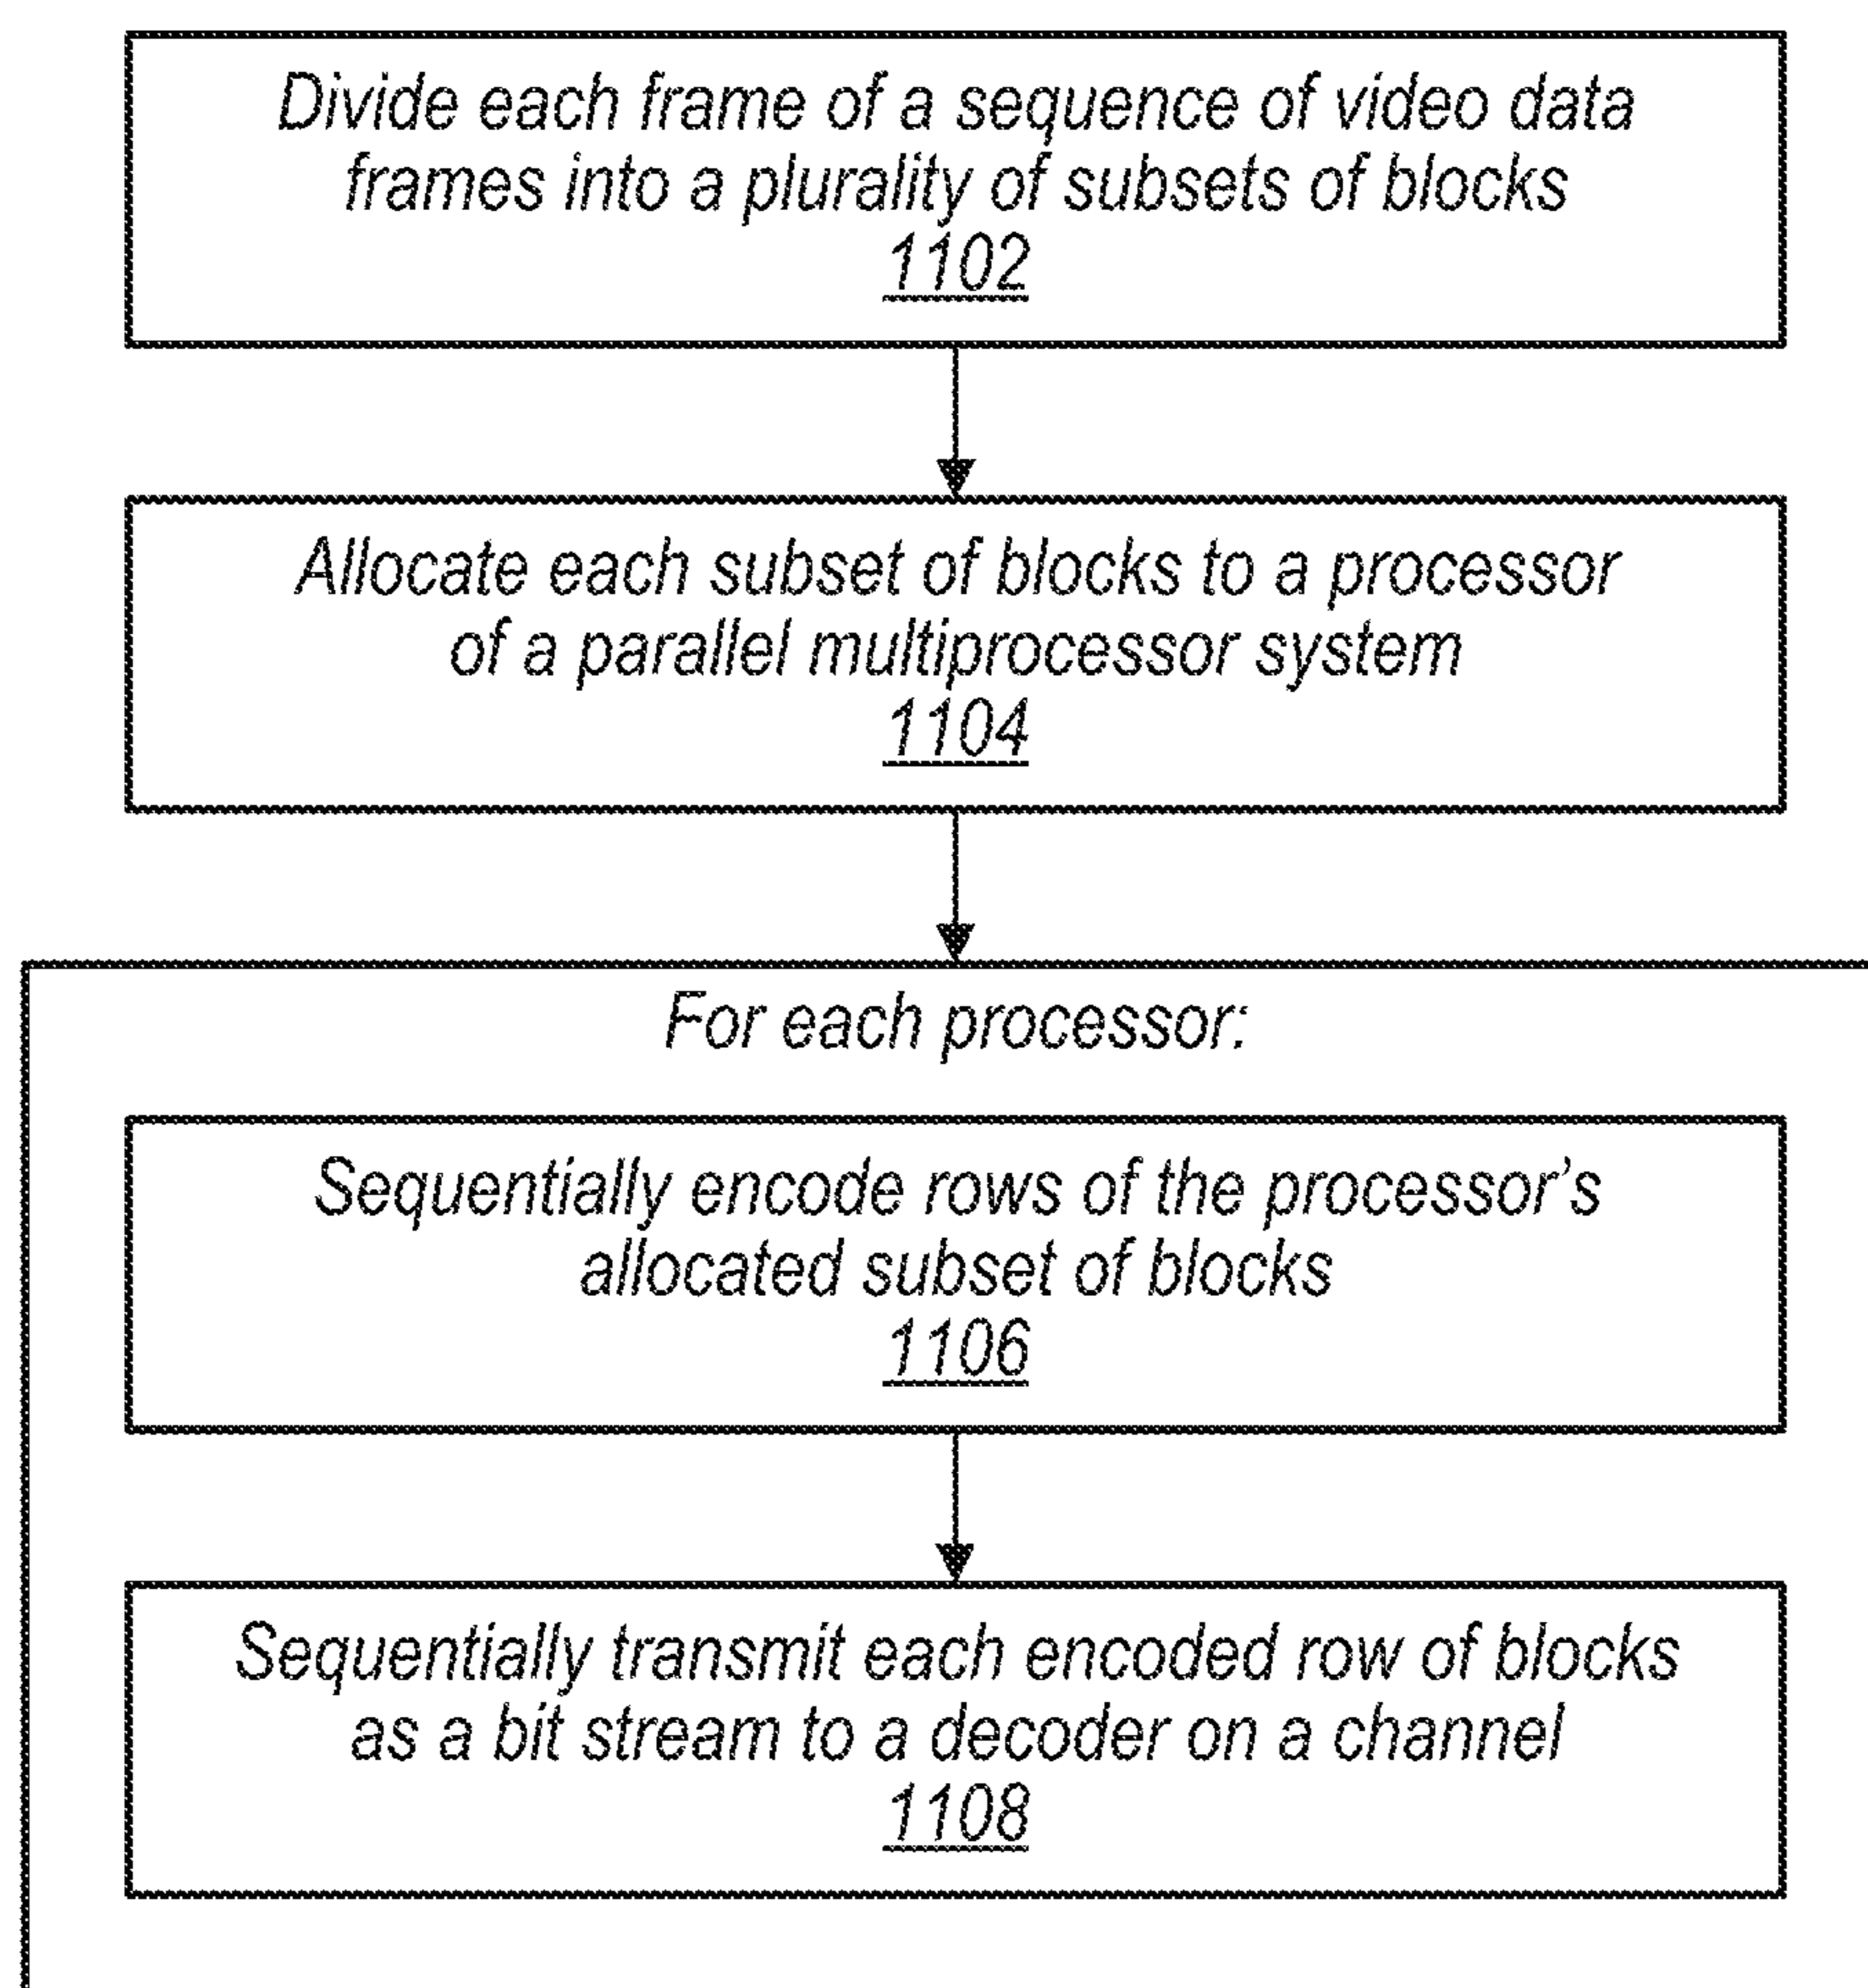 Divide each frame of a sequence of video data
frames into a plurality of subsets of blocks
1102
Allocate each subset of blocks to a processor
of a parallel multiprocessor system
1104
For each processor:
Sequentially encode rows of the processor's
allocated subset of blocks
1106
Sequentially transmit each encoded row of blocks
as a bit stream to a decoder on a channel
1108